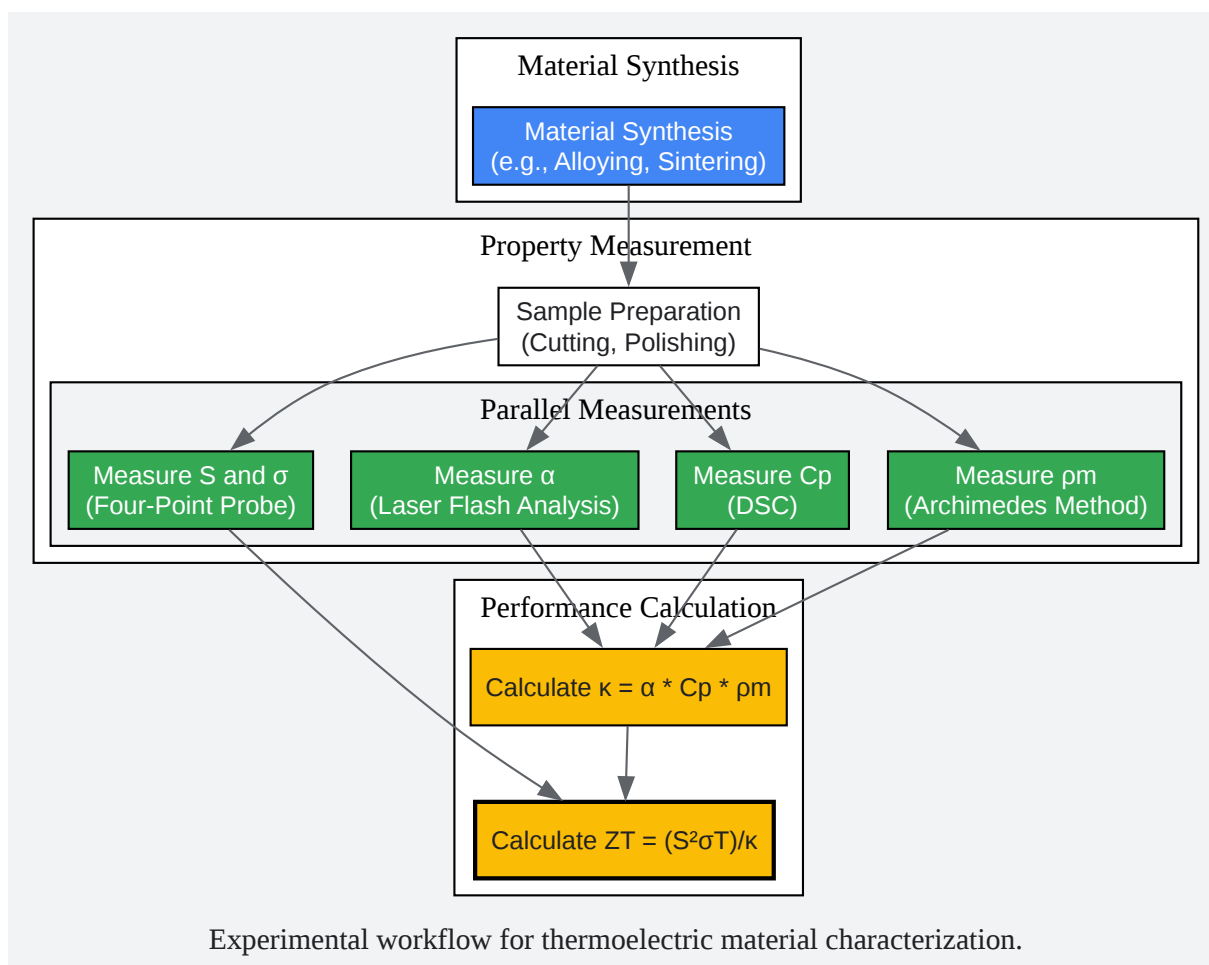 Material Synthesis
Material Synthesis
(e.g., Alloying, Sintering)
Property Measurement
Sample Preparation
(Cutting, Polishing)
Parallel Measurements
Measure S and σ
(Four-Point Probe)
Measure α
(Laser Flash Analysis)
Measure Cp
(DSC)
Measure ρm
(Archimedes Method)
Performance Calculation
Calculate κ = α * Cp * ρm
Calculate ZT = (S²σT)/κ
Experimental workflow for thermoelectric material characterization.